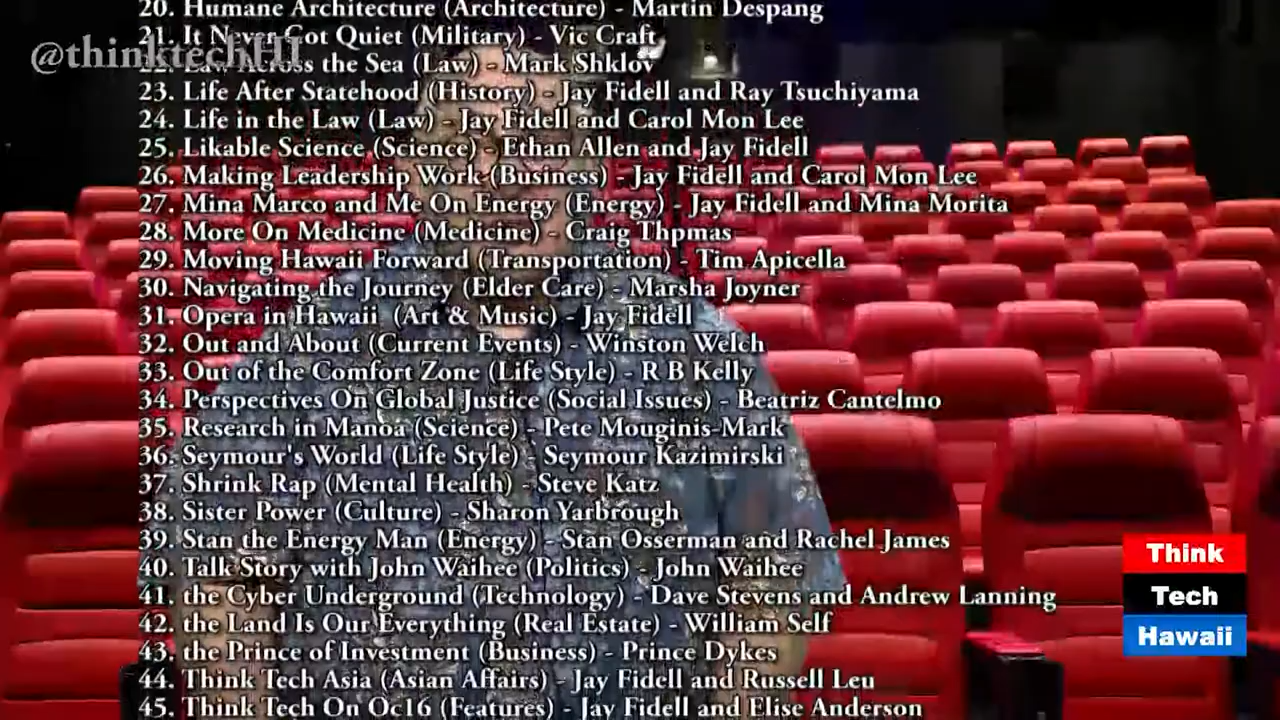 20. Humane Architecture (Architecture) - Martin Despang
21. It Never Got Quiet (Military) - Vic Craft
@thinktechHI
22. Law Across the Sea (Law) - Mark Shklov
23. Life After Statehood (History) - Jay Fidell and Ray Tsuchiyama
24. Life in the Law (Law) - Jay Fidell and Carol Mon Lee
25. Likable Science (Science) - Ethan Allen and Jay Fidell
26. Making Leadership Work (Business) - Jay Fidell and Carol Mon Lee
27. Mina Marco and Me On Energy (Energy) - Jay Fidell and Mina Morita
28. More On Medicine (Medicine) - Craig Thpmas
29. Moving Hawaii Forward (Transportation) - Tim Apicella
30. Navigating the Journey (Elder Care) - Marsha Joyner
31. Opera in Hawaii (Art & Music) - Jay Fidell
32. Out and About (Current Events) - Winston Welch
33. Out of the Comfort Zone (Life Style) - R B Kelly
34. Perspectives On Global Justice (Social Issues) - Beatriz Cantelmo
35. Research in Manoa (Science) - Pete Mouginis-Mark
36. Seymour's World (Life Style) - Seymour Kazimirski
37. Shrink Rap (Mental Health) - Steve Katz
38. Sister Power (Culture) - Sharon Yarbrough
39. Stan the Energy Man (Energy) - Stan Osserman and Rachel James
40. Talk Story with John Waihee (Politics) - John Waihee
41. the Cyber Underground (Technology) - Dave Stevens and Andrew Lanning
42. the Land Is Our Everything (Real Estate) - William Self
43. the Prince of Investment (Business) - Prince Dykes
44. Think Tech Asia (Asian Affairs) - Jay Fidell and Russell Leu
45. Think Tech On Oc16 (Features) - Jay Fidell and Elise Anderson
Think
Tech
Hawaii